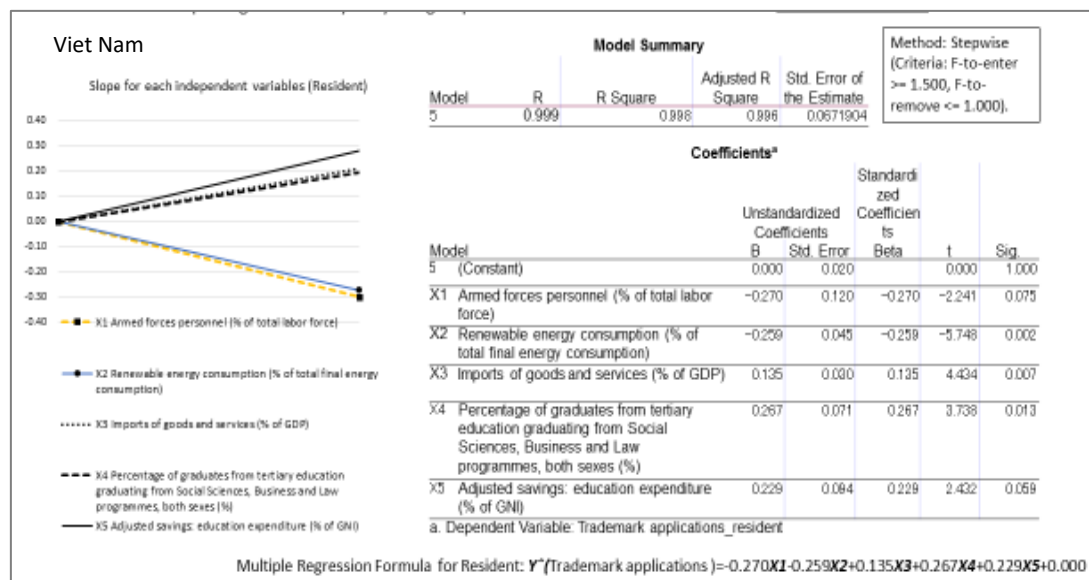 Viet Nam
Slope for each independent variables (Resident)
0.40
0.30
0.20
0.10
0.00
-0.10
-0.20
-0.30
-0.40
X1 Armed forces personnel (% of total labor force)
X2 Renewable energy consumption (% of total final energy
consumption)
X3 Imports of goods and services (% of GDP)
X4 Percentage of graduates from tertiary education
graduating from Social Sciences, Business and Law
programmes, both sexes (%)
X5 Adjusted savings: education expenditure (% of GNI)
Method: Stepwise
(Criteria: F-to-enter
>= 1.500, F-to-
remove <= 1.000).
Model Summary
Adjusted R Std. Error of
Model R R Square Square the Estimate
5 0.999 0.998 0.996 0.0671904
Coefficientsᵃ
Standardi
zed
Unstandardized Coefficien
Coefficients ts
Model B Std. Error Beta t Sig.
5 (Constant) 0.000 0.020 0.000 1.000
X1 Armed forces personnel (% of total labor −0.270 0.120 −0.270 −2.241 0.075
force)
X2 Renewable energy consumption (% of −0.259 0.045 −0.259 −5.748 0.002
total final energy consumption)
X3 Imports of goods and services (% of GDP) 0.135 0.030 0.135 4.434 0.007
X4 Percentage of graduates from tertiary 0.267 0.071 0.267 3.738 0.013
education graduating from Social
Sciences, Business and Law
programmes, both sexes (%)
X5 Adjusted savings: education expenditure 0.229 0.094 0.229 2.432 0.059
(% of GNI)
a. Dependent Variable: Trademark applications_resident
Multiple Regression Formula for Resident: Y^(Trademark applications )=-0.270X1-0.259X2+0.135X3+0.267X4+0.229X5+0.000